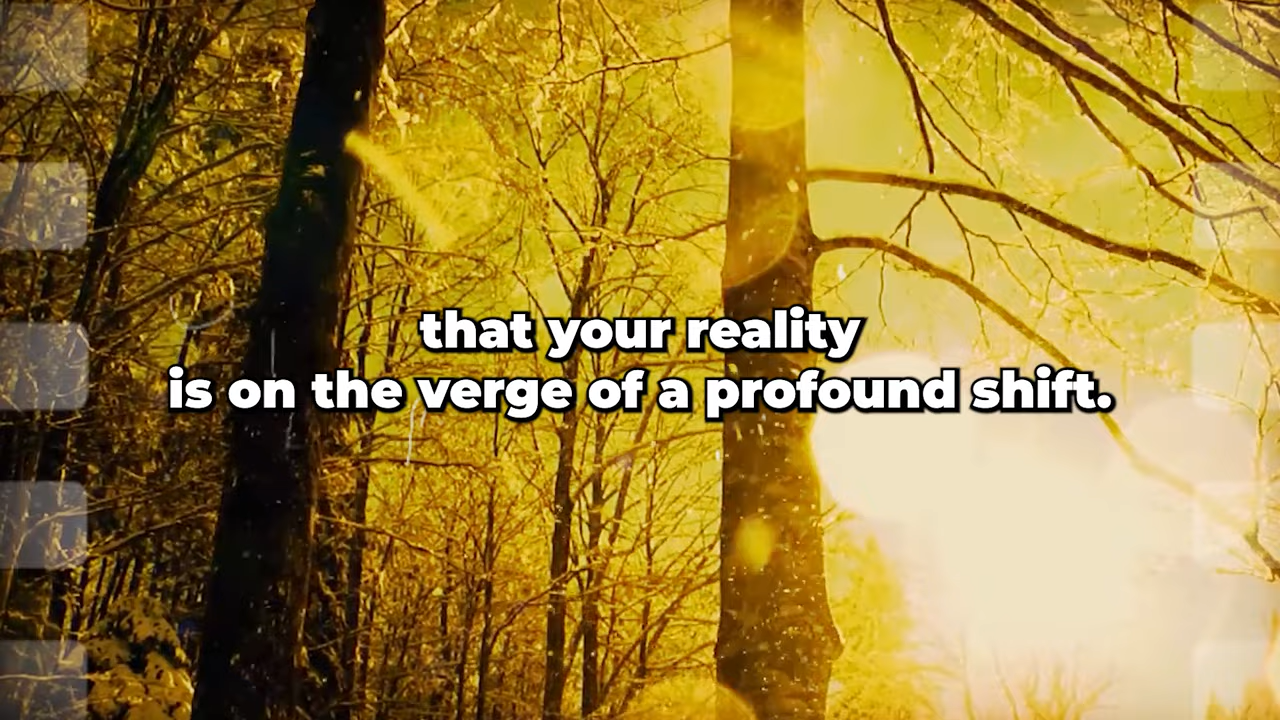 that your reality
is on the verge of a profound shift.